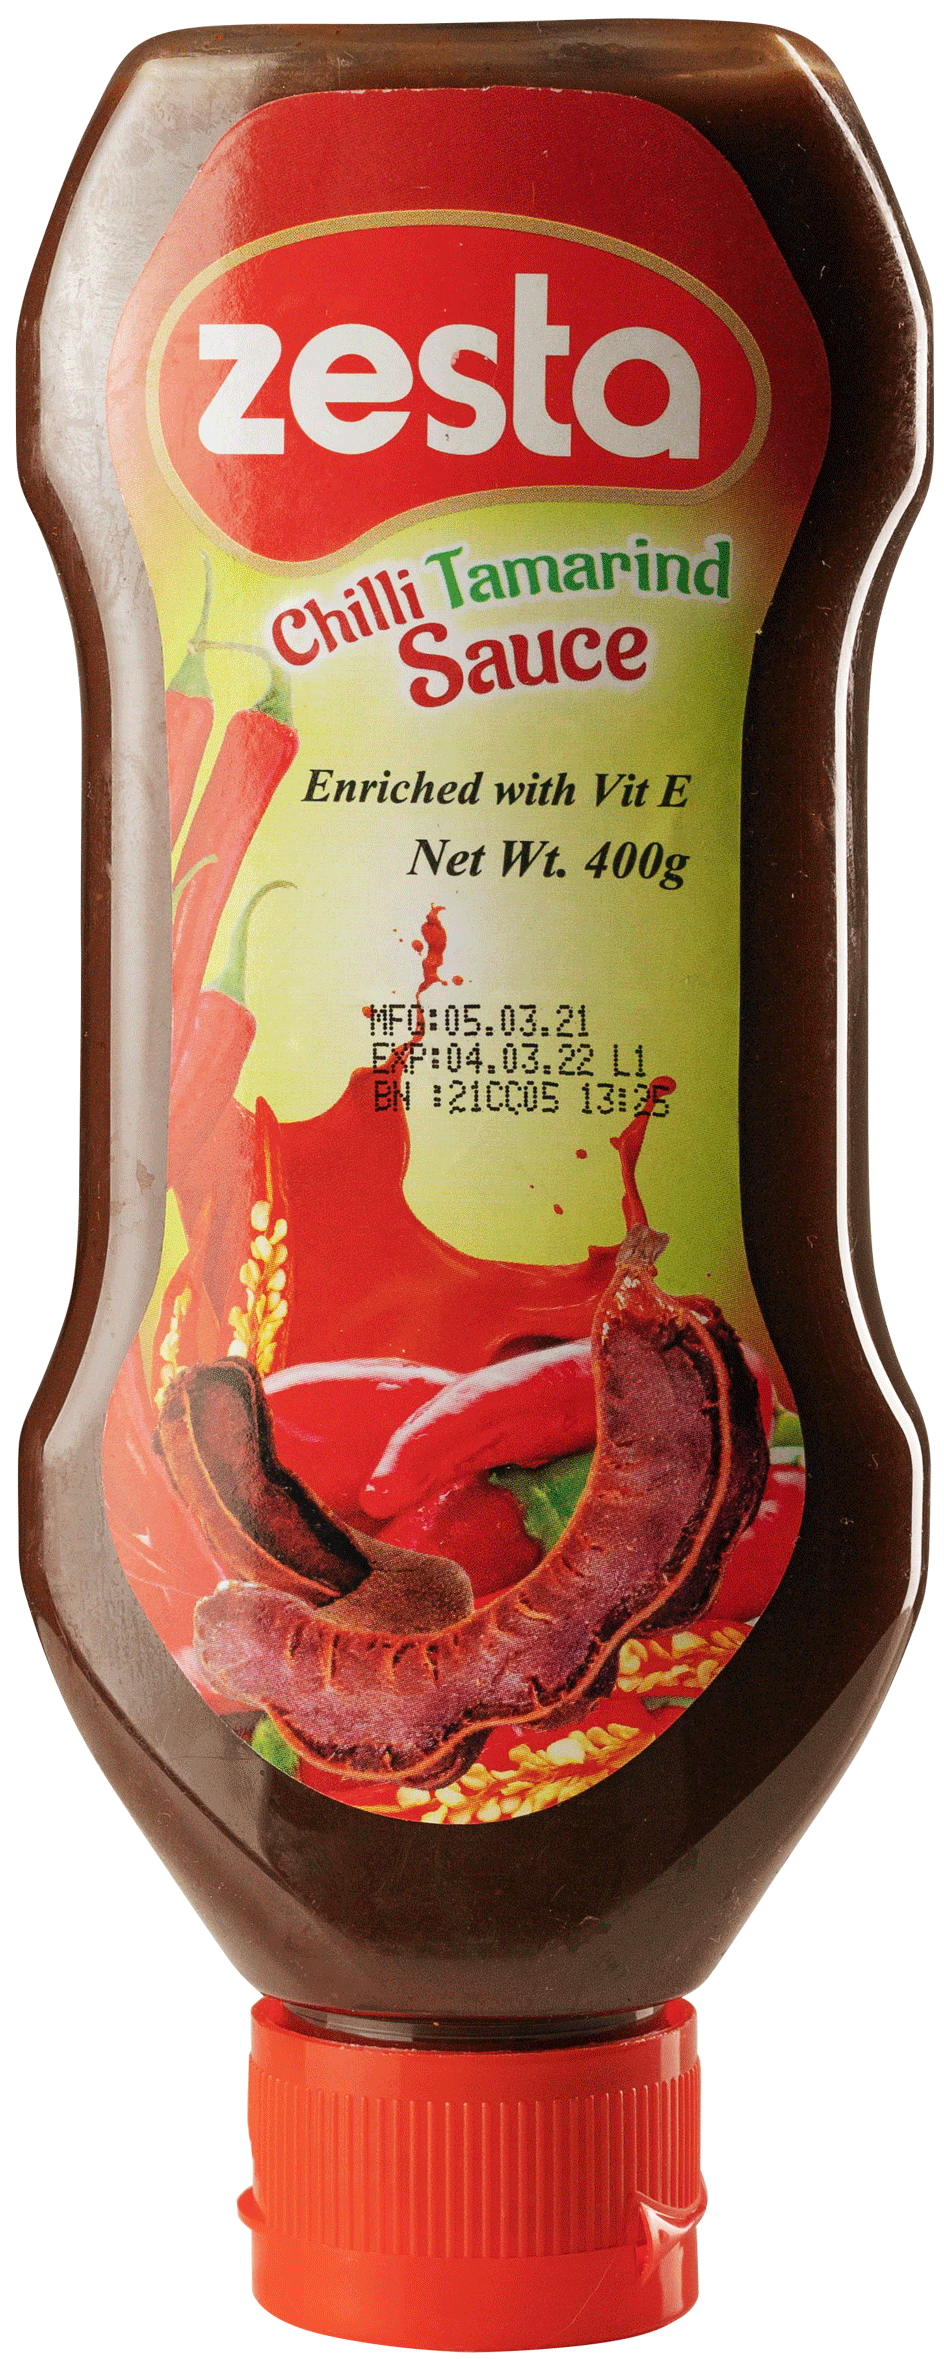 zesta
Chilli Tamarind
Sauce
Enriched with Vit E
Net Wt. 400g
MFG:05.03.21
EXP:04.03.22 L1
BN :21CC05 13:25